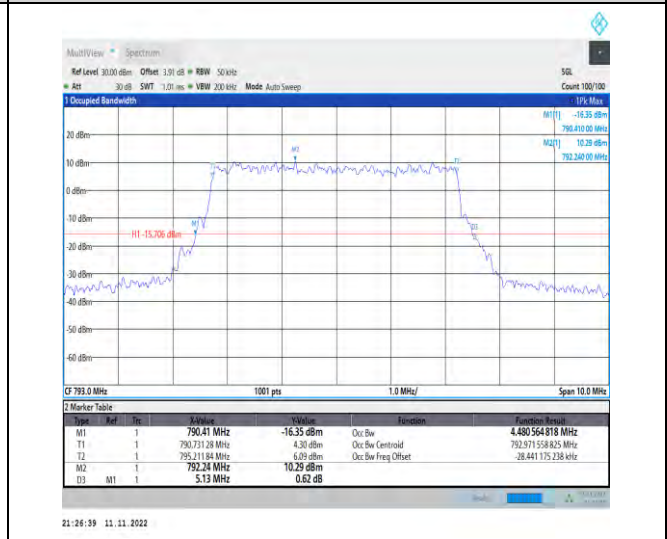 MultiView Spectrum
Ref Level 30.00 dBm Offset 3.91 dB RBW 50 kHz SGL
Att 30 dB SWT 1.01 ms VBW 200 kHz Mode Auto Sweep Count 100/100
1 Occupied Bandwidth 1Pk Max
M1[1] -16.35 dBm
790.410 00 MHz
M2[1] 10.29 dBm
792.240 00 MHz
20 dBm
M2
10 dBm
T1
0 dBm
-10 dBm
M1
D3
H1 -15.706 dBm
-20 dBm
-30 dBm
-40 dBm
-50 dBm
-60 dBm
CF 793.0 MHz 1001 pts 1.0 MHz/ Span 10.0 MHz
2 Marker Table
Type Ref Trc X-Value Y-Value Function Function Result
M1 1 790.41 MHz -16.35 dBm Occ Bw 4.480 564 818 MHz
T1 1 790.731 28 MHz 4.30 dBm Occ Bw Centroid 792.971 558 825 MHz
T2 1 795.211 84 MHz 6.09 dBm Occ Bw Freq Offset -28.441 175 238 kHz
M2 1 792.24 MHz 10.29 dBm
D3 M1 1 5.13 MHz 0.62 dB
21:26:39 11.11.2022